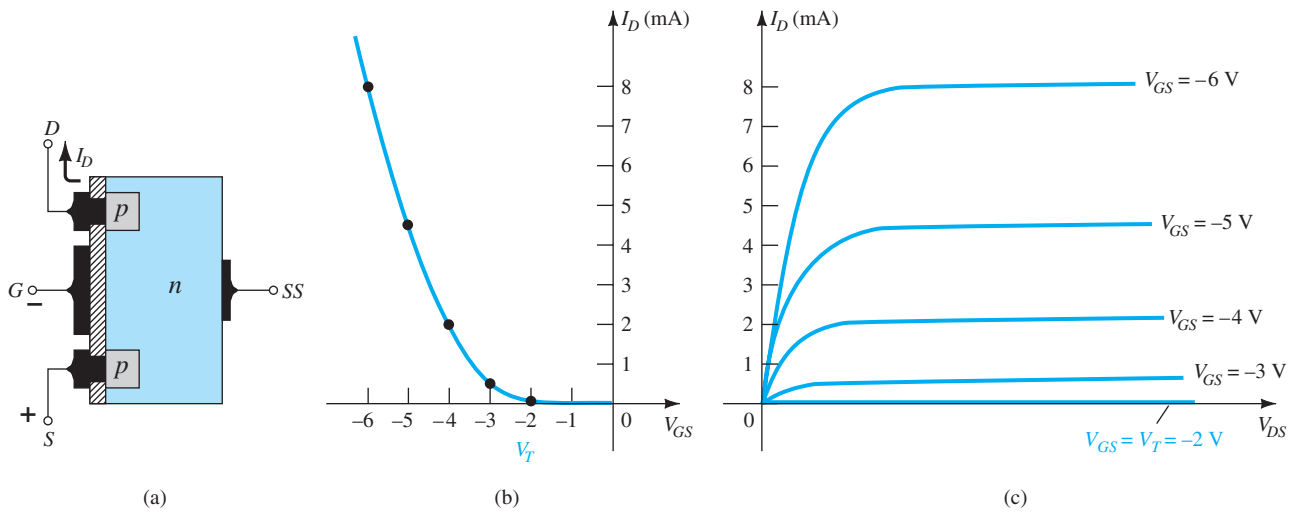 D
I_D
p
G
−
n
SS
p
+
S
(a)
I_D (mA)
8
7
6
5
4
3
2
1
0
−6
−5
−4
−3
−2
−1
V_T
V_GS
(b)
I_D (mA)
8
7
6
5
4
3
2
1
0
V_GS = −6 V
V_GS = −5 V
V_GS = −4 V
V_GS = −3 V
V_GS = V_T = −2 V
V_DS
(c)